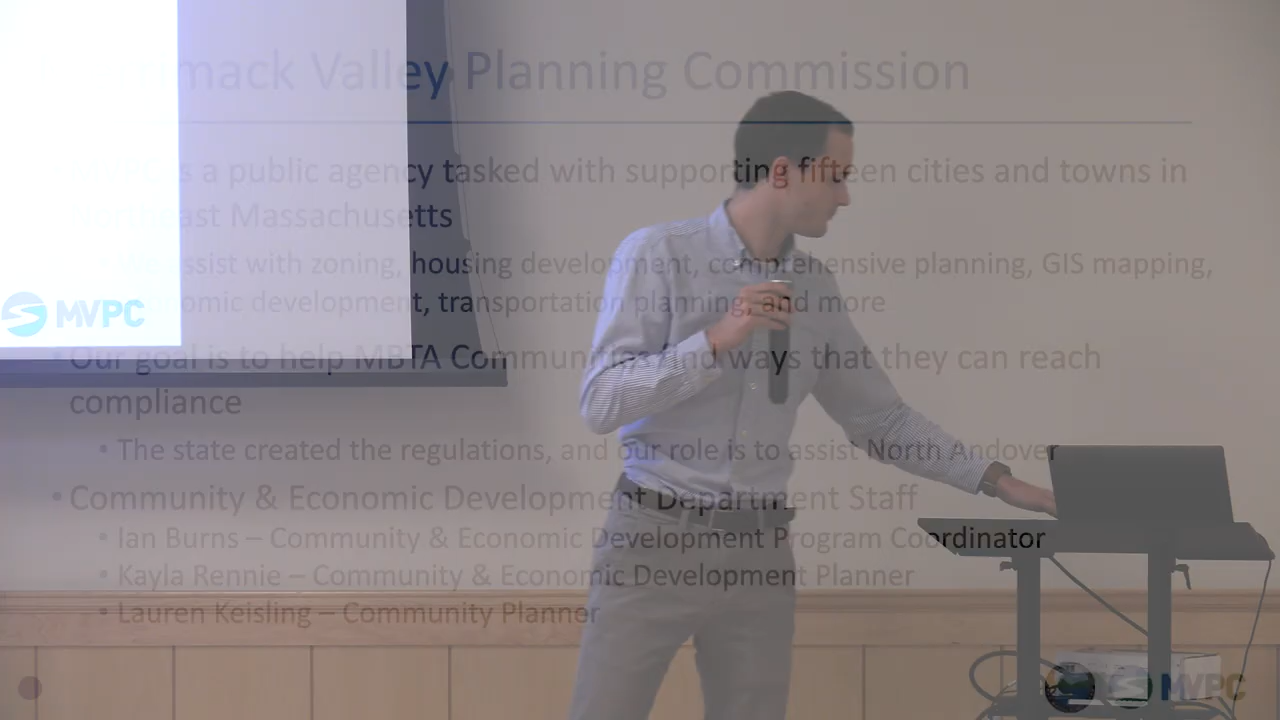 Merrimack Valley Planning Commission
is a public agency tasked with supporting fifteen cities and towns in
Northeast Massachusetts
assist with zoning, housing development, comprehensive planning, GIS mapping,
economic development, transportation planning, and more
MVPC
• Our goal is to help MBTA Communities find ways that they can reach
compliance
• The state created the regulations, and our role is to assist North Andover
• Community & Economic Development Department Staff
• Ian Burns – Community & Economic Development Program Coordinator
• Kayla Rennie – Community & Economic Development Planner
• Lauren Keisling – Community Planner
MVPC